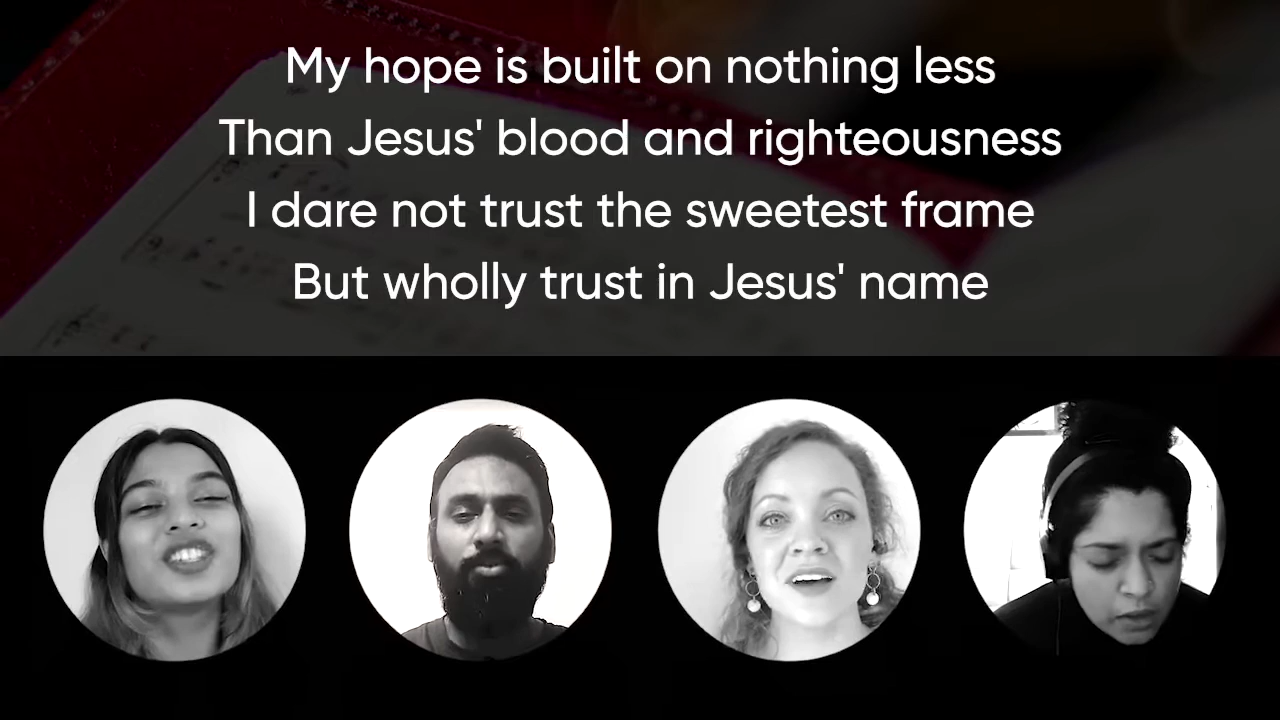 My hope is built on nothing less
Than Jesus' blood and righteousness
I dare not trust the sweetest frame
But wholly trust in Jesus' name